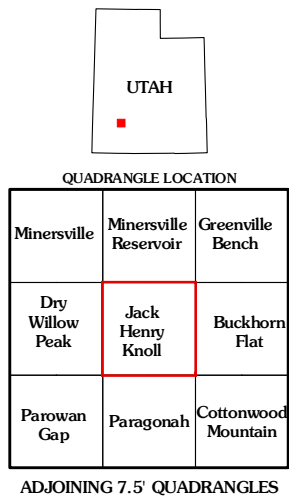 UTAH
QUADRANGLE LOCATION
Minersville
Minersville
Reservoir
Greenville
Bench
Dry
Willow
Peak
Jack
Henry
Knoll
Buckhorn
Flat
Parowan
Gap
Paragonah
Cottonwood
Mountain
ADJOINING 7.5' QUADRANGLES